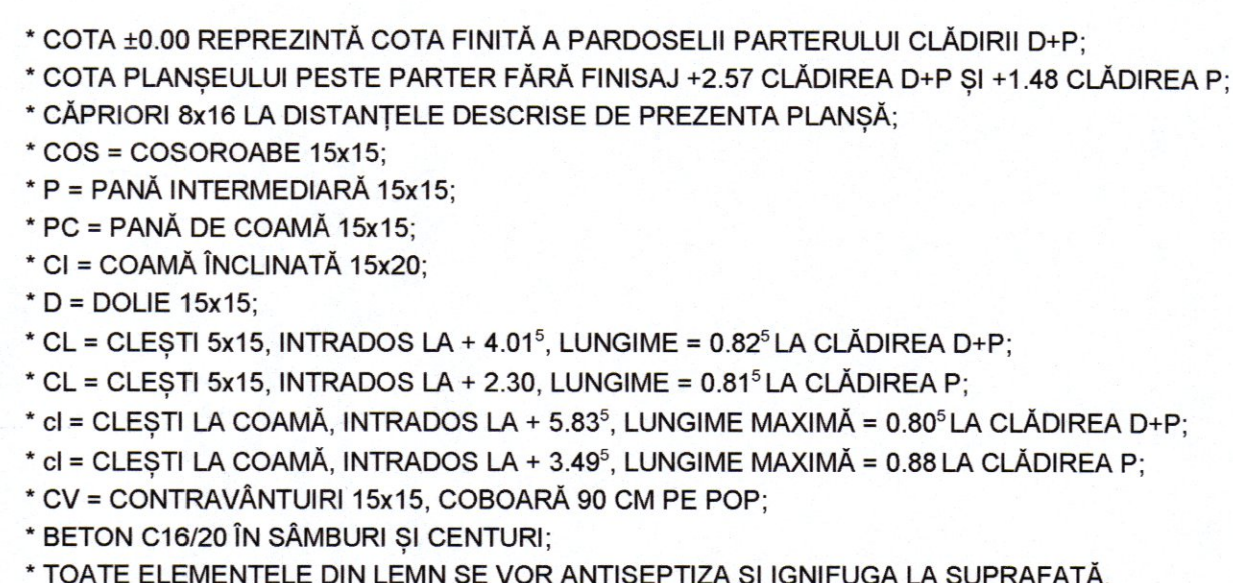 * COTA ±0.00 REPREZINTĂ COTA FINITĂ A PARDOSELII PARTERULUI CLĂDIRII D+P;
* COTA PLANȘEULUI PESTE PARTER FĂRĂ FINISAJ +2.57 CLĂDIREA D+P ȘI +1.48 CLĂDIREA P;
* CĂPRIORI 8x16 LA DISTANȚELE DESCRISE DE PREZENTA PLANȘĂ;
* COS = COSOROABE 15x15;
* P = PANĂ INTERMEDIARĂ 15x15;
* PC = PANĂ DE COAMĂ 15x15;
* CI = COAMĂ ÎNCLINATĂ 15x20;
* D = DOLIE 15x15;
* CL = CLEȘTI 5x15, INTRADOS LA + 4.01⁵, LUNGIME = 0.82⁵ LA CLĂDIREA D+P;
* CL = CLEȘTI 5x15, INTRADOS LA + 2.30, LUNGIME = 0.81⁵ LA CLĂDIREA P;
* cl = CLEȘTI LA COAMĂ, INTRADOS LA + 5.83⁵, LUNGIME MAXIMĂ = 0.80⁵ LA CLĂDIREA D+P;
* cl = CLEȘTI LA COAMĂ, INTRADOS LA + 3.49⁵, LUNGIME MAXIMĂ = 0.88 LA CLĂDIREA P;
* CV = CONTRAVÂNTUIRI 15x15, COBOARĂ 90 CM PE POP;
* BETON C16/20 ÎN SÂMBURI ȘI CENTURI;
* TOATE ELEMENTELE DIN LEMN SE VOR ANTISEPTIZA ȘI IGNIFUGA LA SUPRAFAȚĂ.